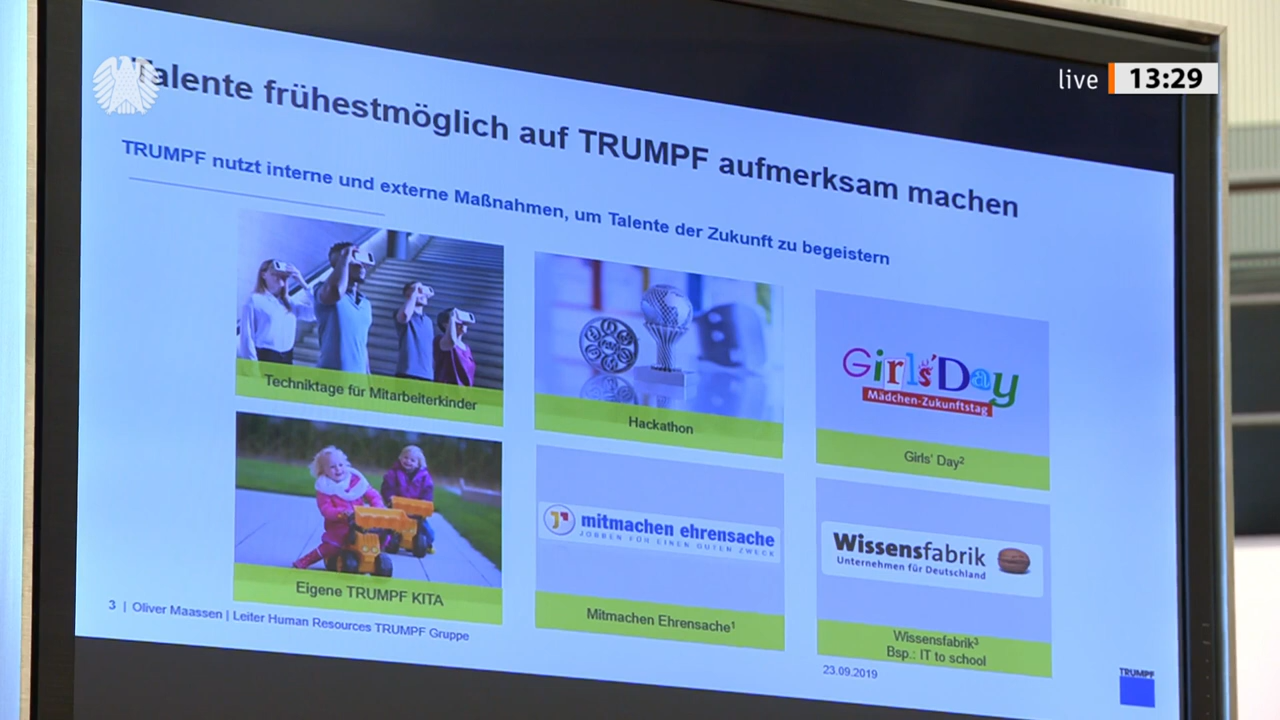 live 13:29
Talente frühestmöglich auf TRUMPF aufmerksam machen
TRUMPF nutzt interne und externe Maßnahmen, um Talente der Zukunft zu begeistern
Techniktage für Mitarbeiterkinder
Hackathon
Girls'Day
Mädchen-Zukunftstag
Girls' Day²
Eigene TRUMPF KITA
mitmachen ehrensache
JOBBEN FÜR EINEN GUTEN ZWECK
Mitmachen Ehrensache¹
Wissensfabrik
Unternehmen für Deutschland
Wissensfabrik³
Bsp.: IT to school
3 | Oliver Maassen | Leiter Human Resources TRUMPF Gruppe
23.09.2019
TRUMPF